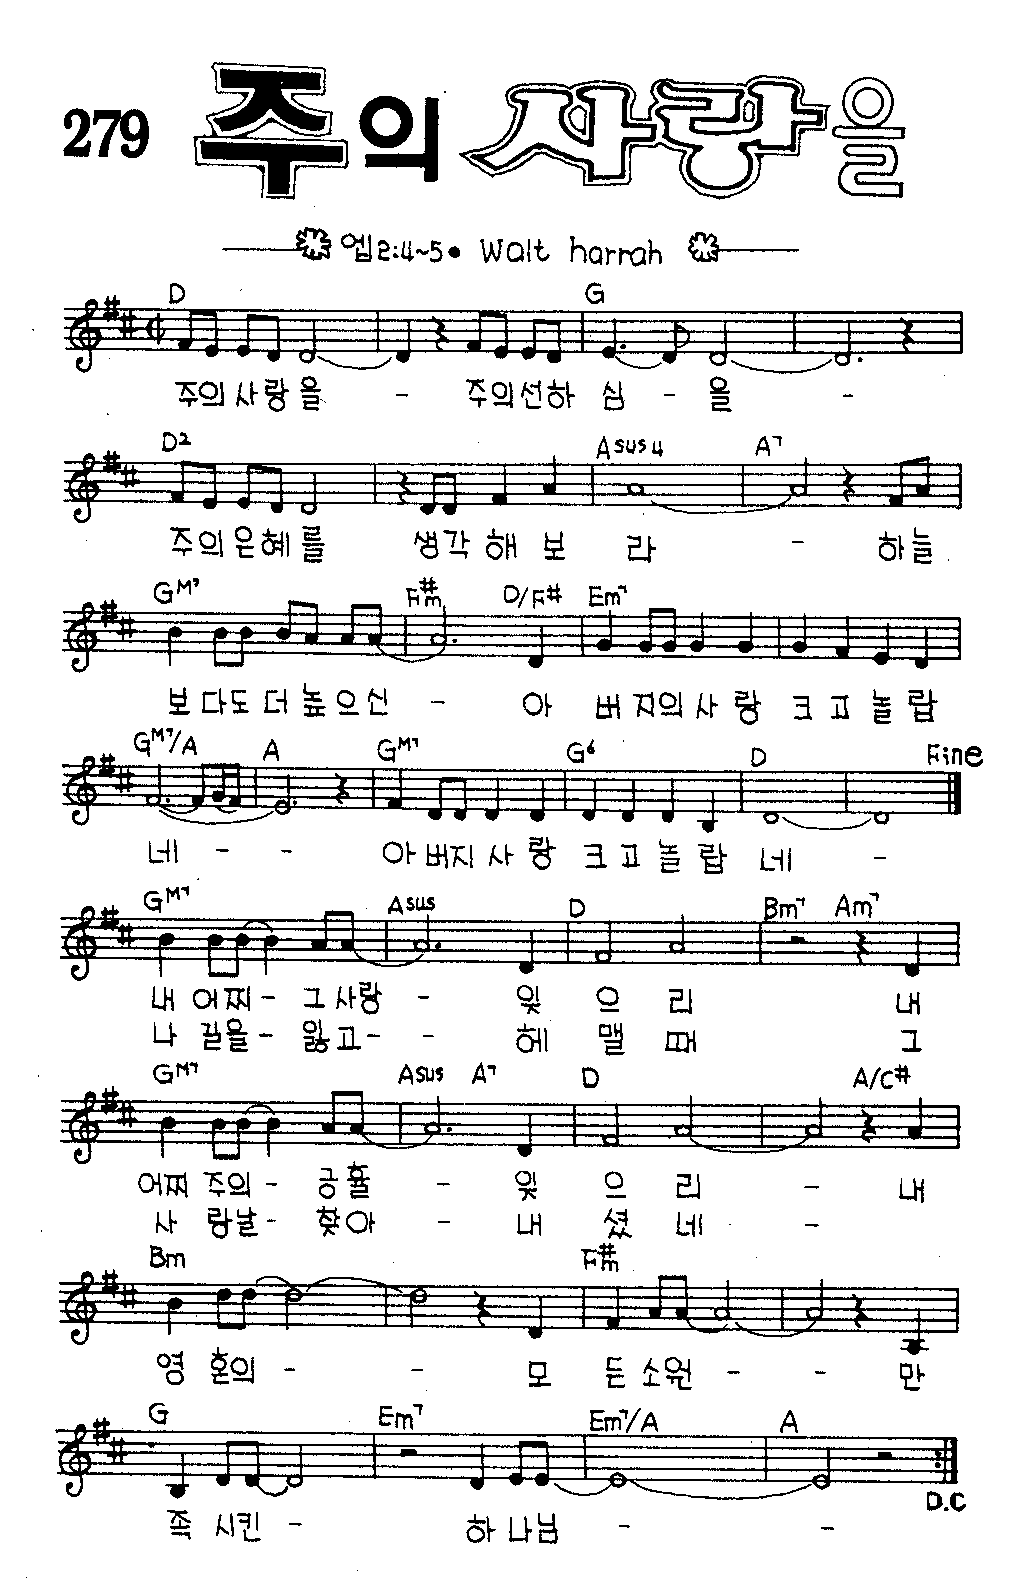 279 주의 사랑을
엡2:4~5• Walt harrah
D G
주의사랑을 - 주의선하 심 - 을 -
D2 Asus4 A7
주의은혜를 생각 해 보 라 - 하늘
GM7 F#m D/F# Em7
보 다도 더 높으신 - 아 버 지의사 랑 크고 놀랍
GM7/A A GM7 G6 D Fine
네 - - 아버지 사 랑 크 고 놀 랍 네 -
GM7 Asus D Bm7 Am7
내 어찌 - 그 사랑 - 잊 으 리 내
나 길을 - 잃고 - - 헤 맬 때 그
GM7 Asus A7 D A/C#
어찌 주의 - 긍휼 - 잊 으 리 - 내
사 랑날 - 찾아 - 내 셨 네 -
Bm F#m
영 혼의 - - 모 든 소원 - - 만
G Em7 Em7/A A
족 시킨 - 하 나님 - -
D.C